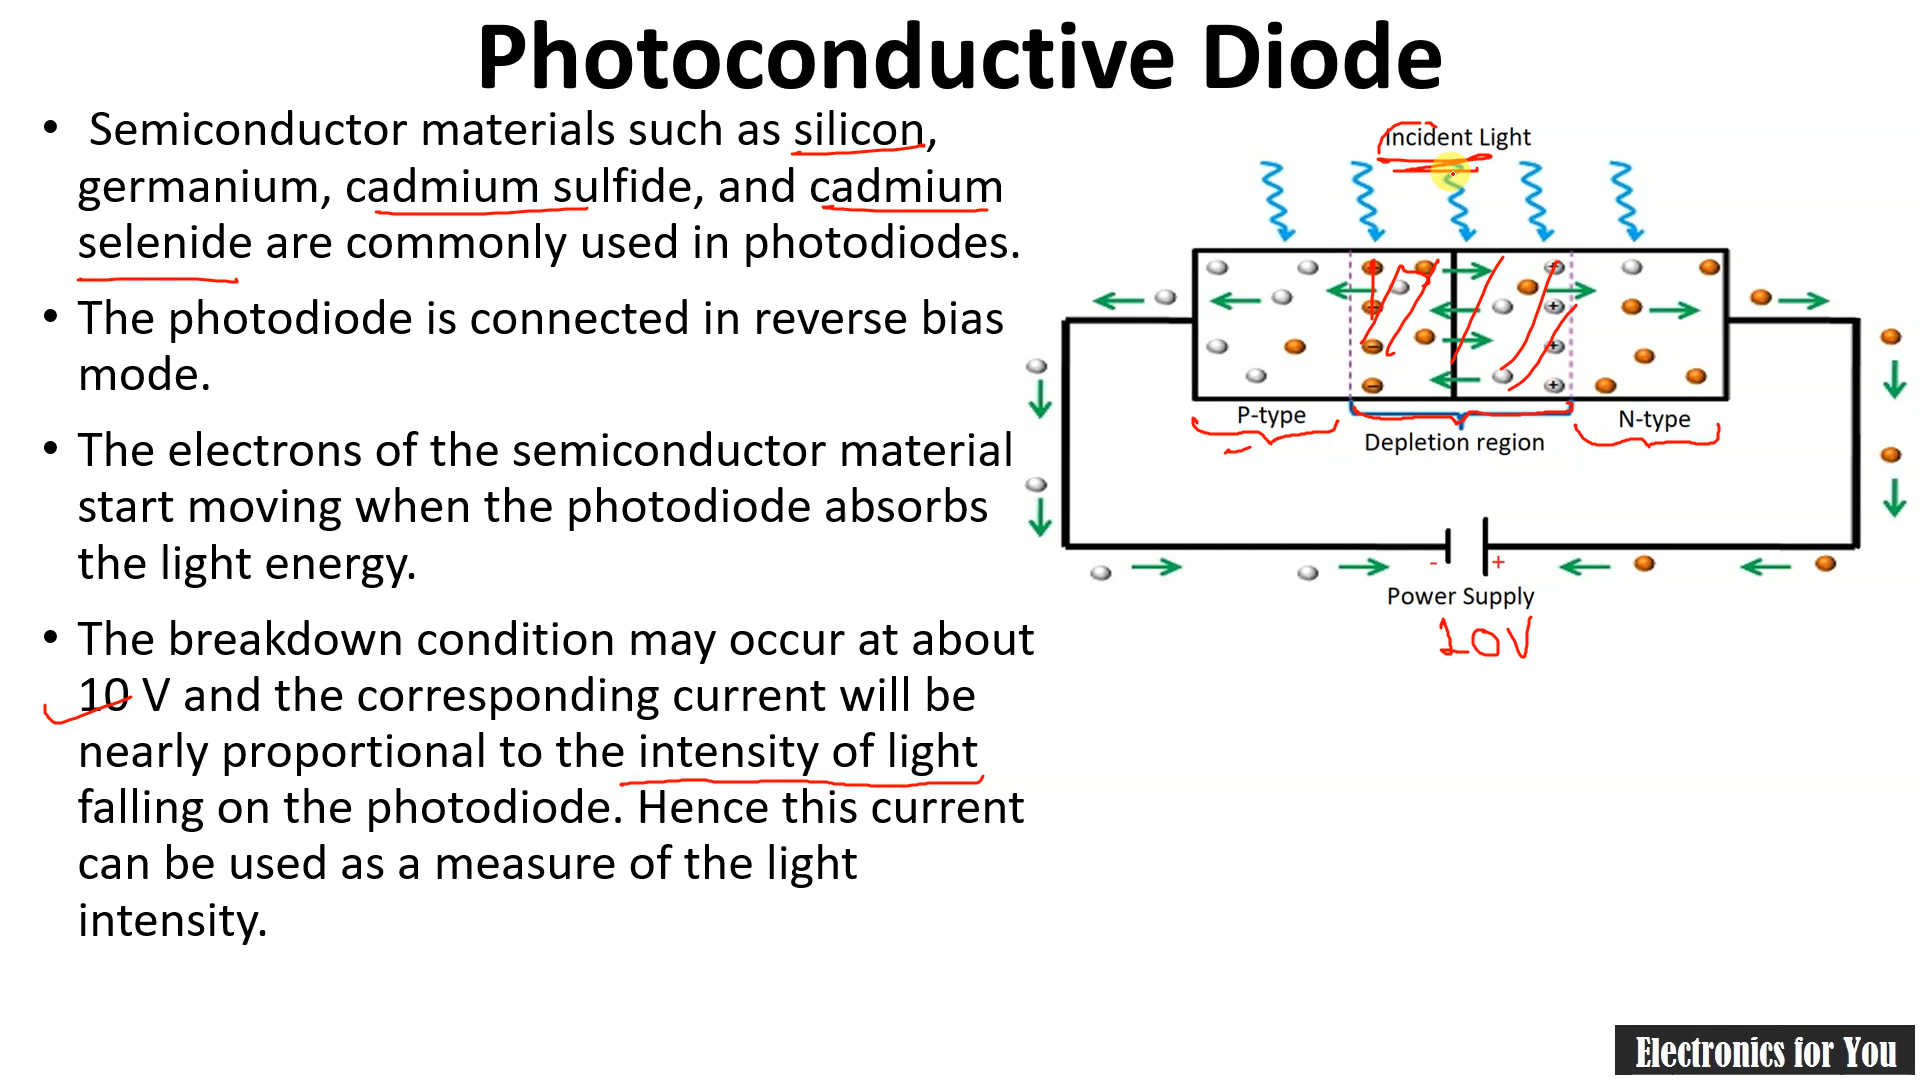 Photoconductive Diode
• Semiconductor materials such as silicon,
germanium, cadmium sulfide, and cadmium
selenide are commonly used in photodiodes.
• The photodiode is connected in reverse bias
mode.
• The electrons of the semiconductor material
start moving when the photodiode absorbs
the light energy.
• The breakdown condition may occur at about
10 V and the corresponding current will be
nearly proportional to the intensity of light
falling on the photodiode. Hence this current
can be used as a measure of the light
intensity.
Incident Light
P-type
Depletion region
N-type
- +
Power Supply
10V
Electronics for You